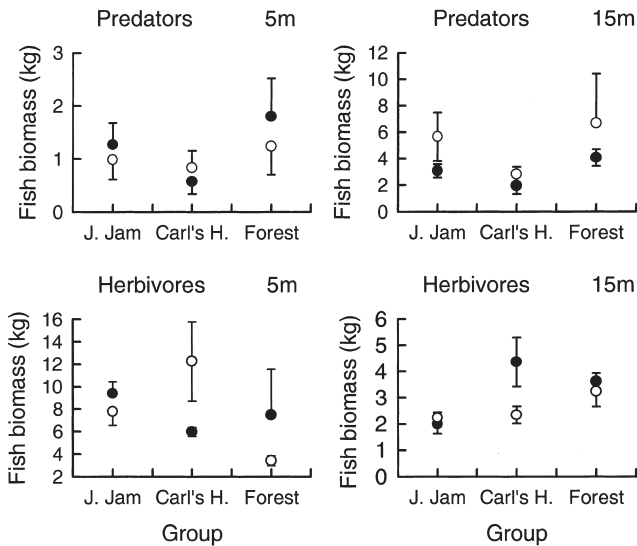 Predators 5m
Fish biomass (kg)
3
2
1
0
J. Jam Carl's H. Forest
Predators 15m
Fish biomass (kg)
12
10
8
6
4
2
0
J. Jam Carl's H. Forest
Herbivores 5m
Fish biomass (kg)
16
14
12
10
8
6
4
2
J. Jam Carl's H. Forest
Group
Herbivores 15m
Fish biomass (kg)
6
5
4
3
2
1
0
J. Jam Carl's H. Forest
Group